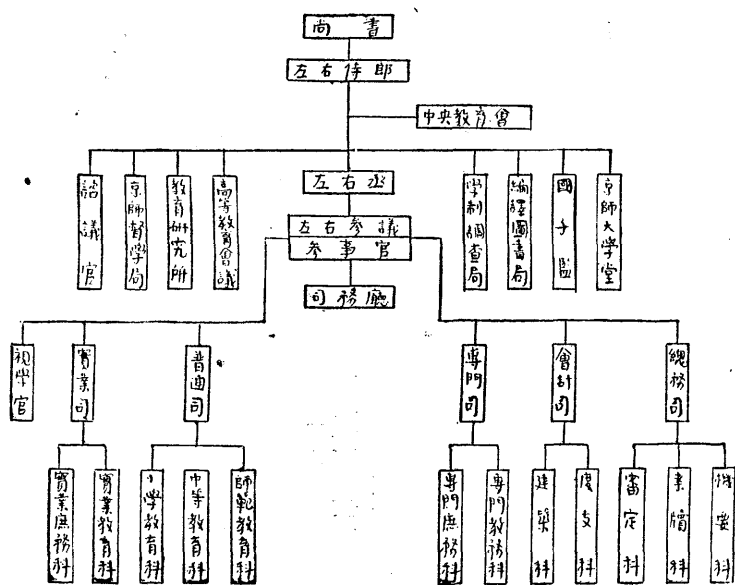 尚書
左右侍郎
中央教育會
諮議官
京師督學局
教育研究所
高等教育會議
左右丞
学制調查局
編譯圖書局
國子監
京師大学堂
左右参議
参事官
司務廳
視學官
實業司
普通司
專門司
會計司
總務司
實業庶務科
實業教育科
小學教育科
中等教育科
師範教育科
專門庶務科
專門教務科
建築科
度支科
審定科
案牘科
機要科